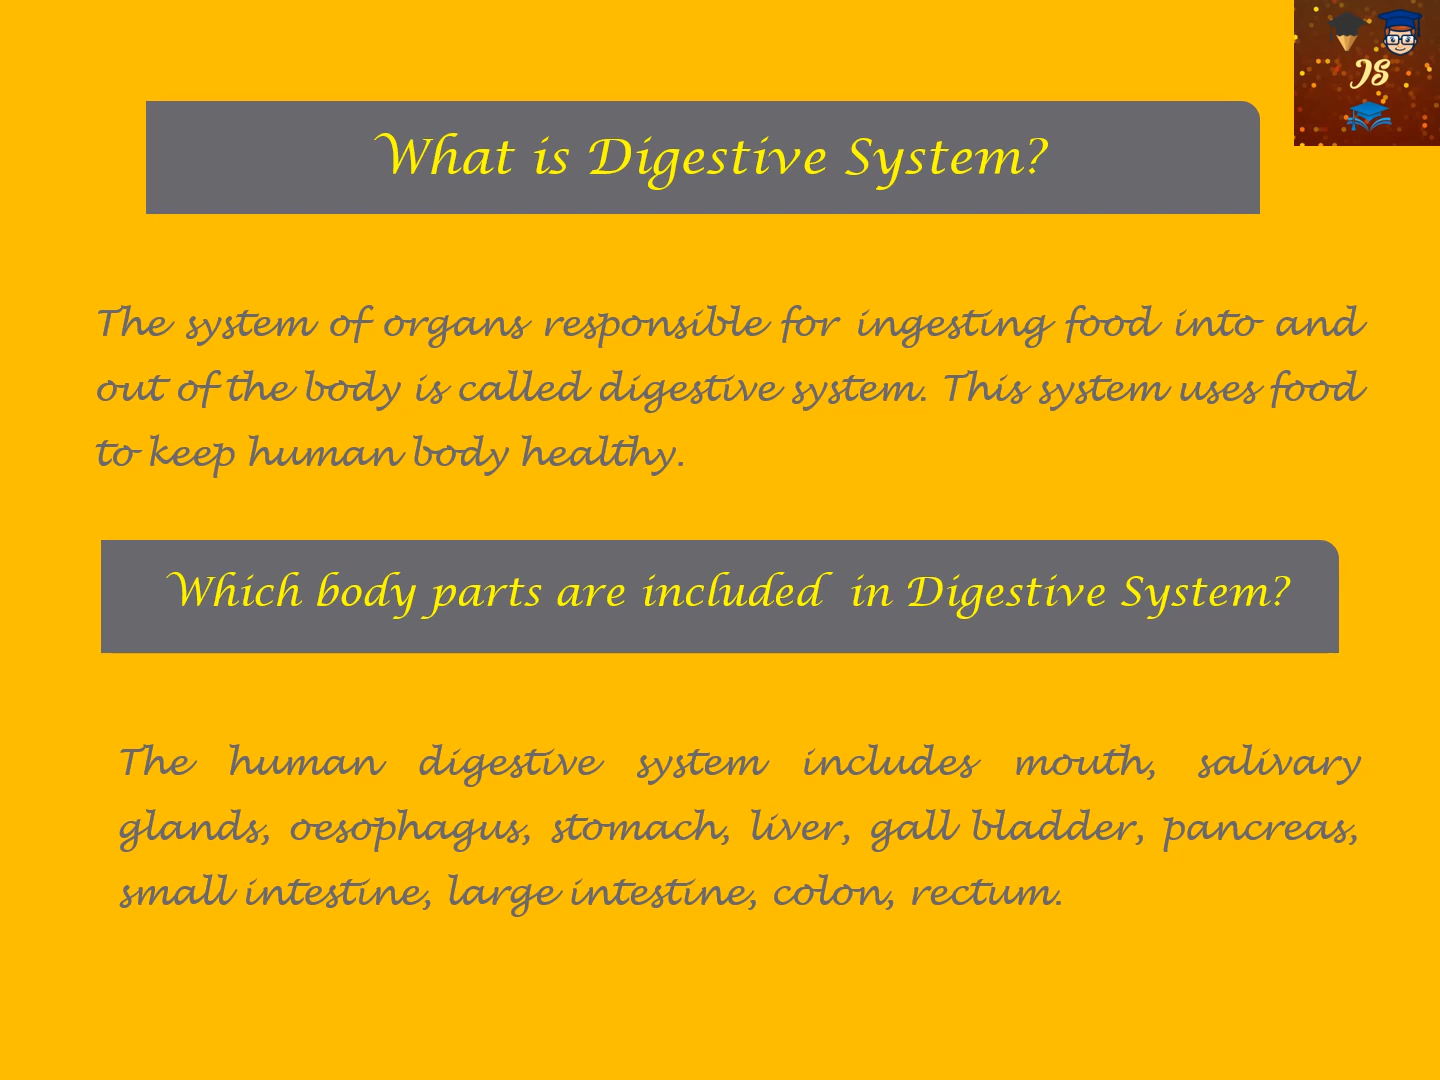 JS
What is Digestive System?
The system of organs responsible for ingesting food into and
out of the body is called digestive system. This system uses food
to keep human body healthy.
Which body parts are included in Digestive System?
The human digestive system includes mouth, salivary
glands, oesophagus, stomach, liver, gall bladder, pancreas,
small intestine, large intestine, colon, rectum.